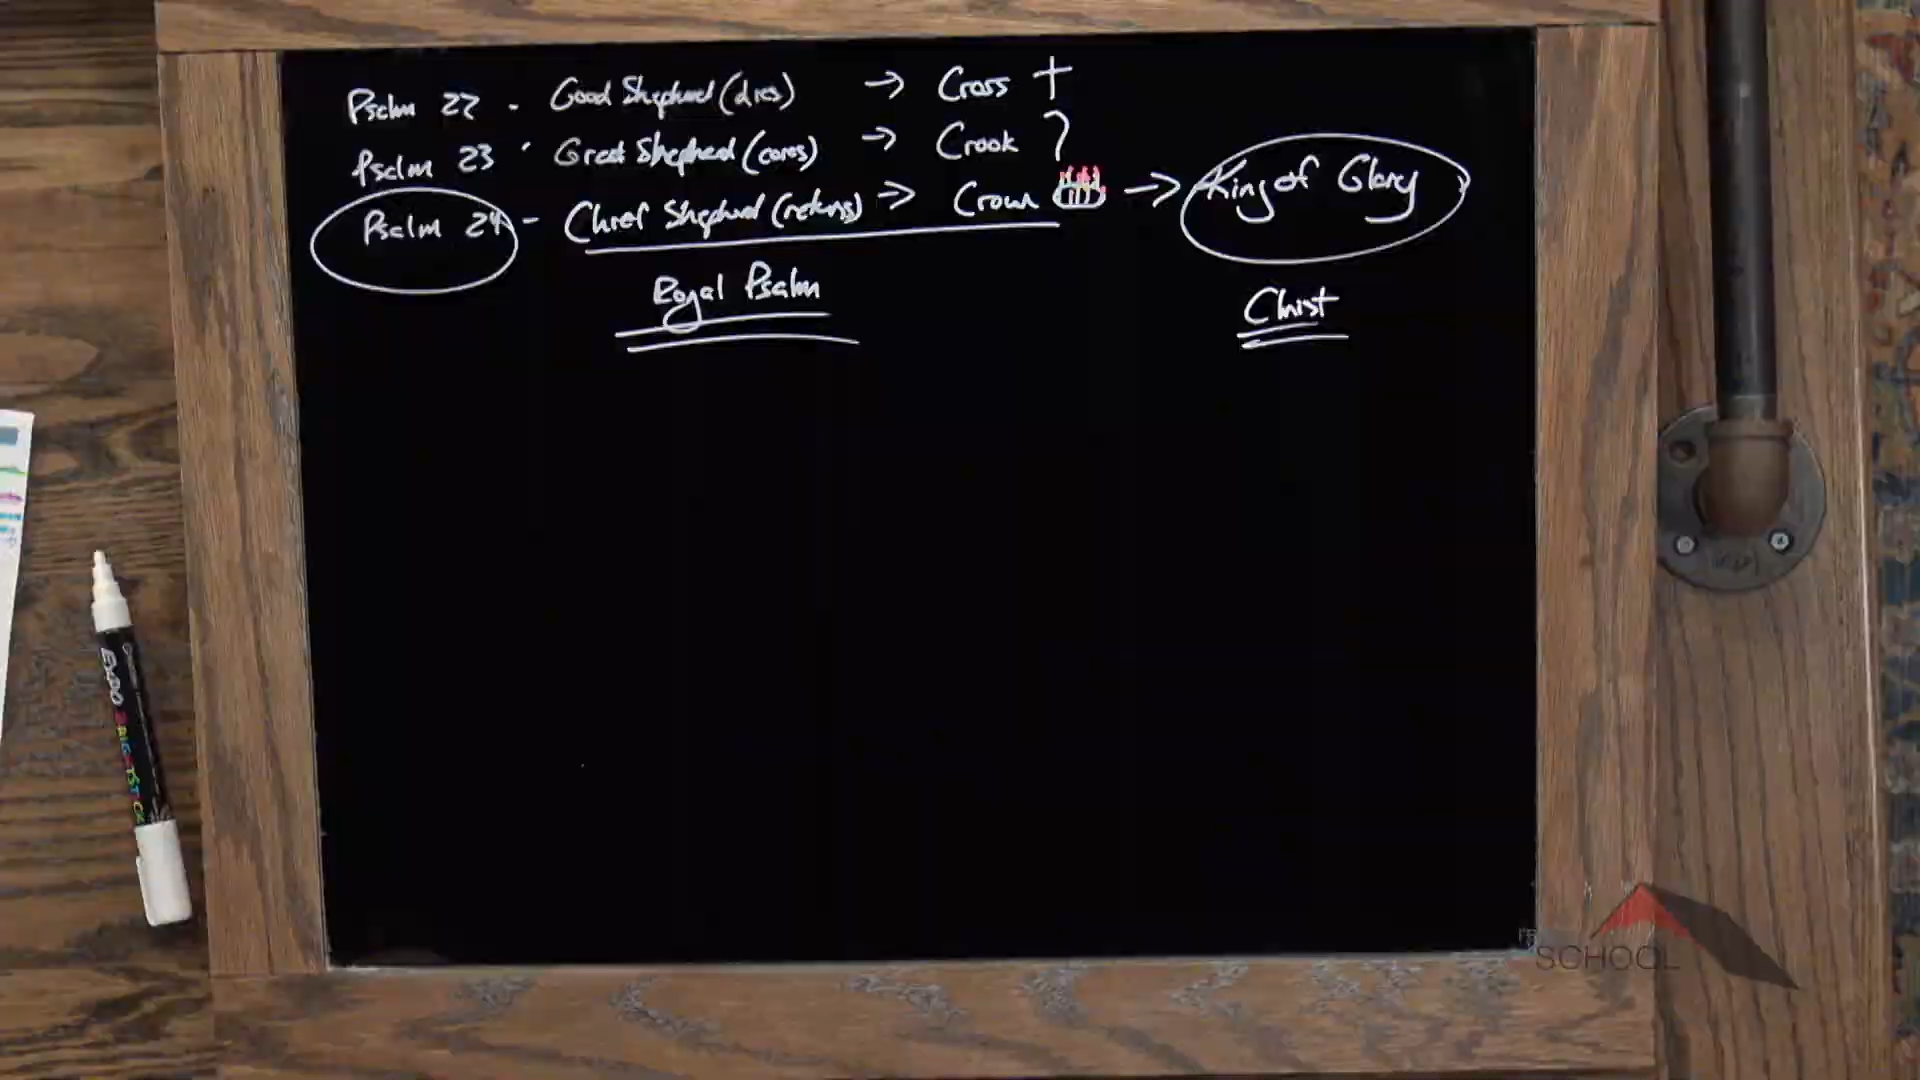 Psalm 22 - Good Shepherd (dies) → Cross
Psalm 23 - Great Shepherd (cares) → Crook
Psalm 24 - Chief Shepherd (returns) → Crown → King of Glory
Royal Psalm
Christ
EXPO
SCHOOL